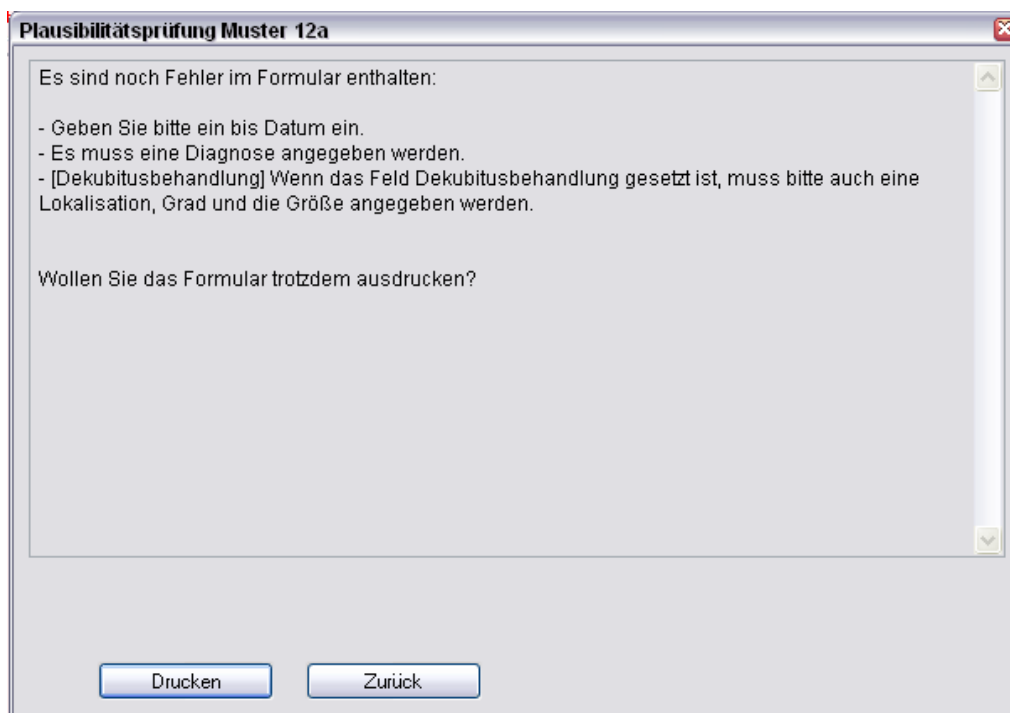 Plausibilitätsprüfung Muster 12a
Es sind noch Fehler im Formular enthalten:
- Geben Sie bitte ein bis Datum ein.
- Es muss eine Diagnose angegeben werden.
- [Dekubitusbehandlung] Wenn das Feld Dekubitusbehandlung gesetzt ist, muss bitte auch eine
Lokalisation, Grad und die Größe angegeben werden.
Wollen Sie das Formular trotzdem ausdrucken?
Drucken
Zurück